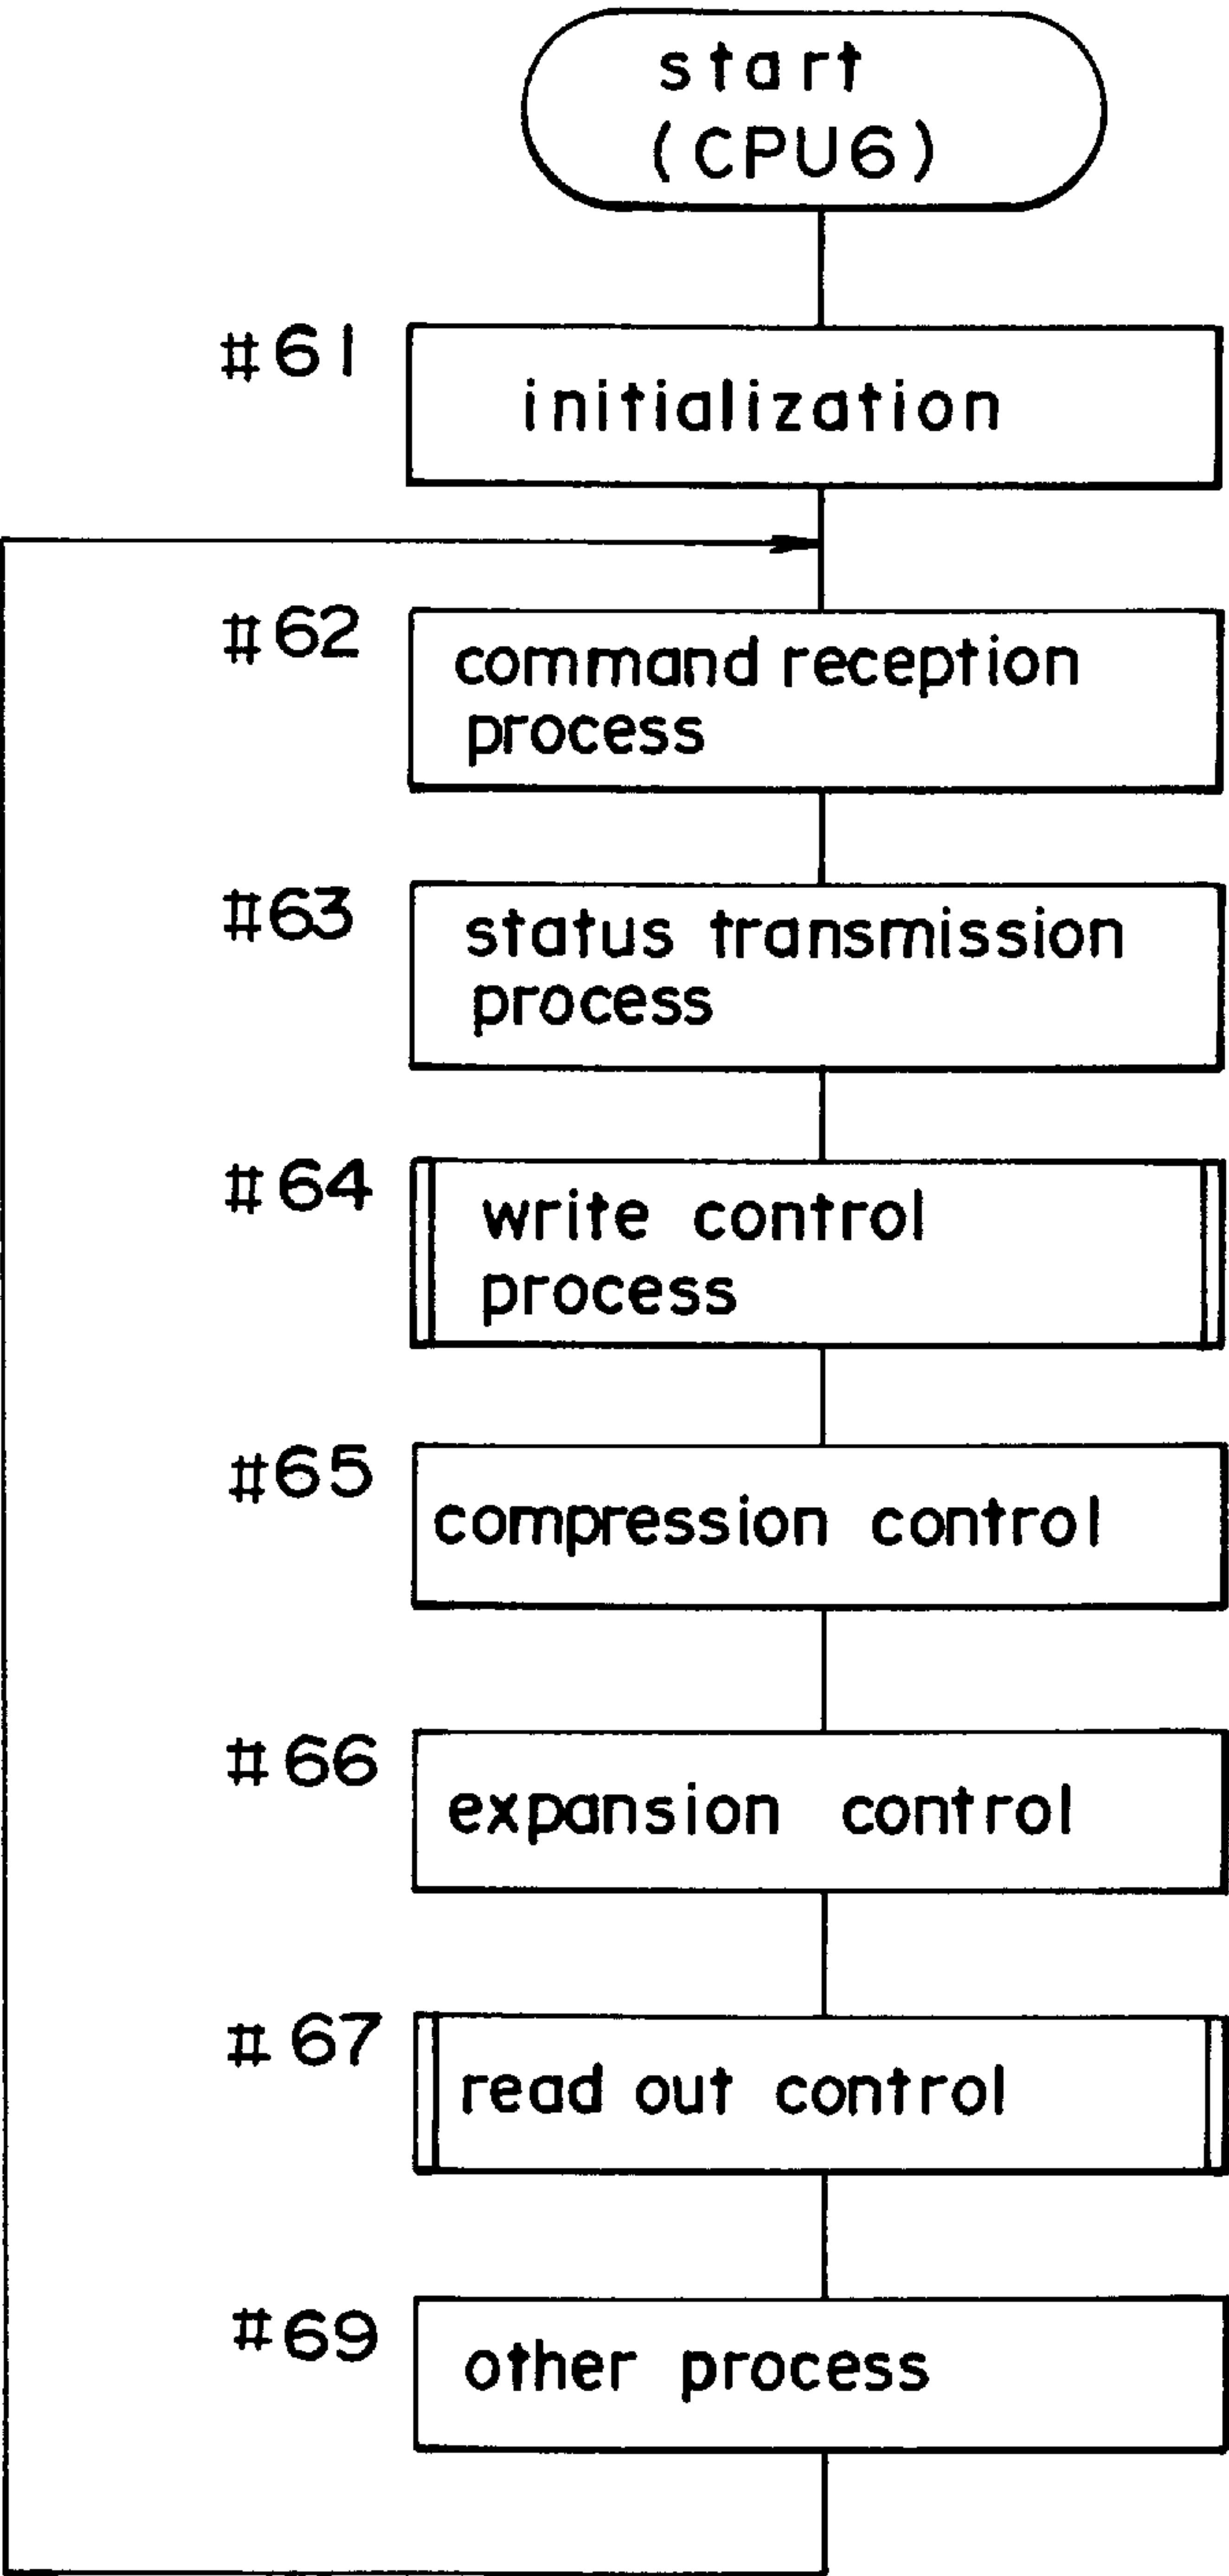 start
(CPU6)
#61
initialization
#62
command reception
process
#63
status transmission
process
#64
write control
process
#65
compression control
#66
expansion control
#67
read out control
#69
other process